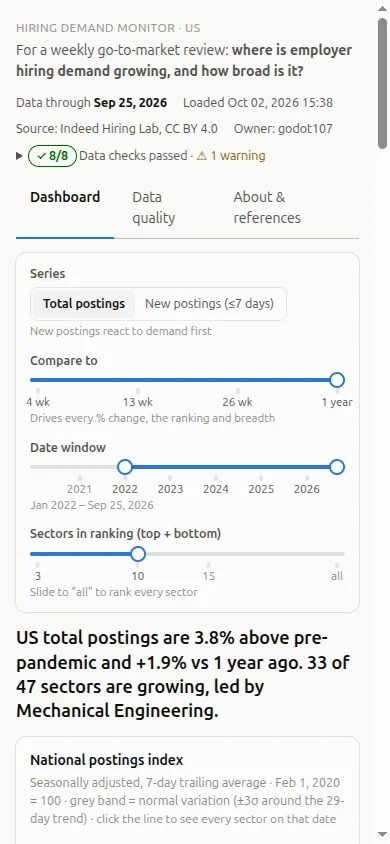 HIRING DEMAND MONITOR · US
For a weekly go-to-market review: where is employer
hiring demand growing, and how broad is it?
Data through Sep 25, 2026 Loaded Oct 02, 2026 15:38
Source: Indeed Hiring Lab, CC BY 4.0 Owner: godot107
▶ ✓ 8/8 Data checks passed · ⚠ 1 warning
Dashboard Data quality About & references
Series
Total postings New postings (≤7 days)
New postings react to demand first
Compare to
4 wk 13 wk 26 wk 1 year
Drives every % change, the ranking and breadth
Date window
2021 2022 2023 2024 2025 2026
Jan 2022 – Sep 25, 2026
Sectors in ranking (top + bottom)
3 10 15 all
Slide to "all" to rank every sector
US total postings are 3.8% above pre-
pandemic and +1.9% vs 1 year ago. 33 of
47 sectors are growing, led by
Mechanical Engineering.
National postings index
Seasonally adjusted, 7-day trailing average · Feb 1, 2020
= 100 · grey band = normal variation (±3σ around the 29-
day trend) · click the line to see every sector on that date